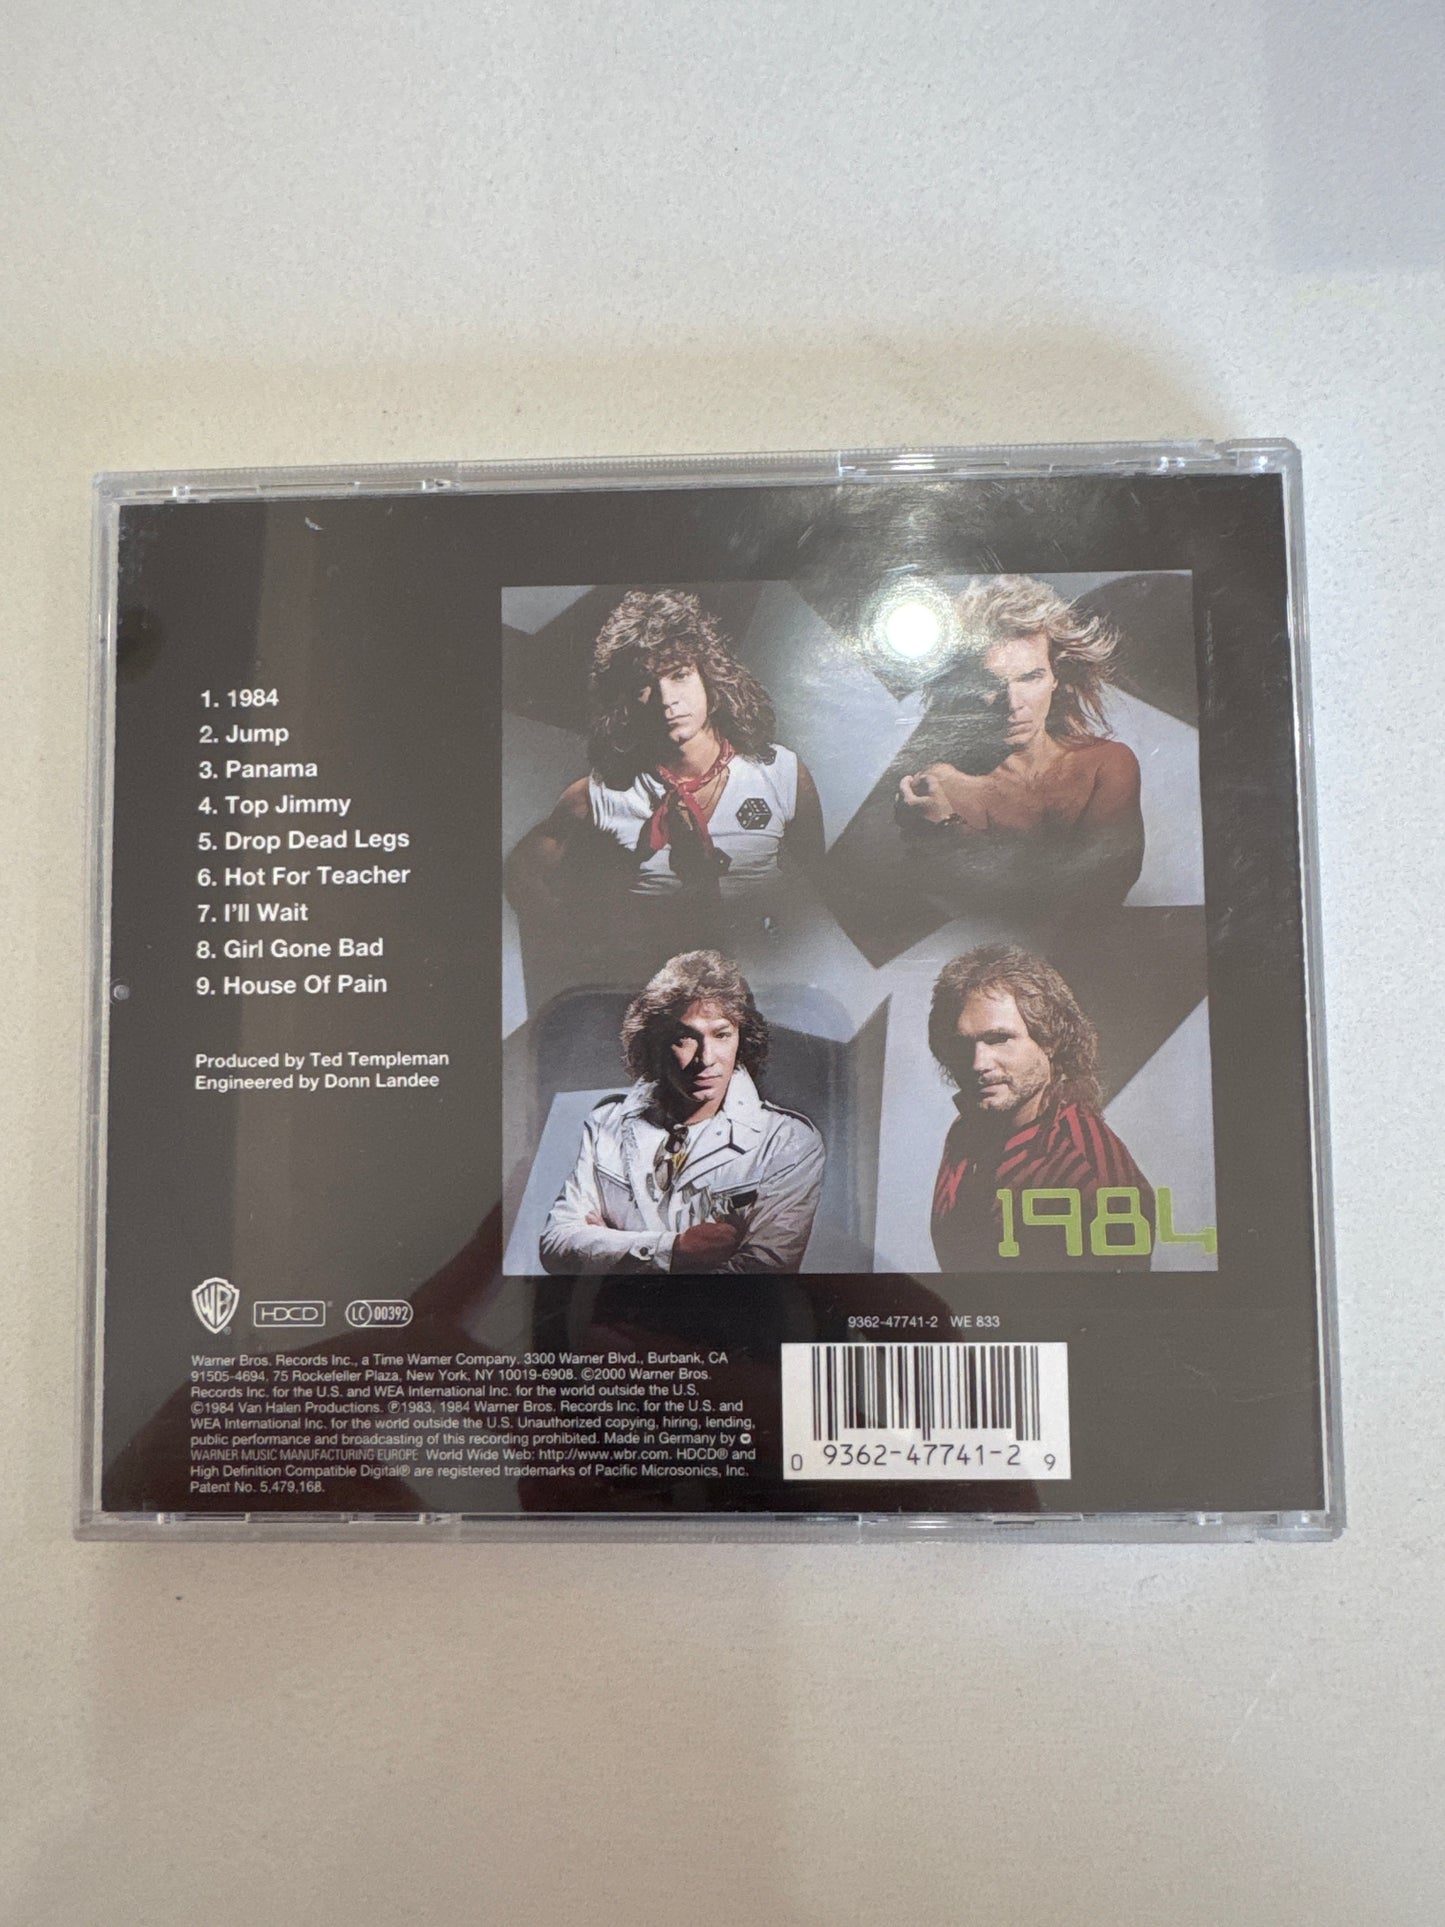 1. 1984
2. Jump
3. Panama
4. Top Jimmy
5. Drop Dead Legs
6. Hot For Teacher
7. I'll Wait
8. Girl Gone Bad
9. House Of Pain
Produced by Ted Templeman
Engineered by Donn Landee
1984
WB
HDCD®
LC 00392
9362-47741-2 WE 833
Warner Bros. Records Inc., a Time Warner Company. 3300 Warner Blvd., Burbank, CA
91505-4694, 75 Rockefeller Plaza, New York, NY 10019-6908. ©2000 Warner Bros.
Records Inc. for the U.S. and WEA International Inc. for the world outside the U.S.
©1984 Van Halen Productions. ℗1983, 1984 Warner Bros. Records Inc. for the U.S. and
WEA International Inc. for the world outside the U.S. Unauthorized copying, hiring, lending,
public performance and broadcasting of this recording prohibited. Made in Germany by
WARNER MUSIC MANUFACTURING EUROPE World Wide Web: http://www.wbr.com. HDCD® and
High Definition Compatible Digital® are registered trademarks of Pacific Microsonics, Inc.
Patent No. 5,479,168.
0 9362-47741-2 9